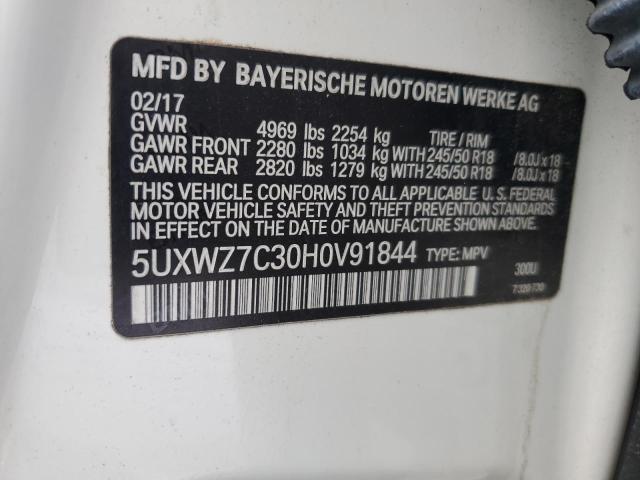 MFD BY BAYERISCHE MOTOREN WERKE AG
02/17
GVWR 4969 lbs 2254 kg TIRE / RIM
GAWR FRONT 2280 lbs 1034 kg WITH 245/50 R18 /8.0J x 18
GAWR REAR 2820 lbs 1279 kg WITH 245/50 R18 /8.0J x 18
THIS VEHICLE CONFORMS TO ALL APPLICABLE U. S. FEDERAL
MOTOR VEHICLE SAFETY AND THEFT PREVENTION STANDARDS
IN EFFECT ON THE DATE OF MANUFACTURE SHOWN ABOVE.
5UXWZ7C30H0V91844 TYPE: MPV 300U